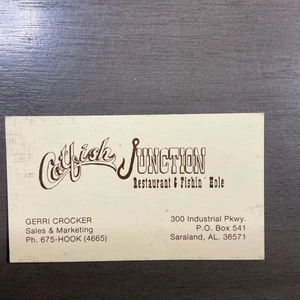 Catfish JUNCTION
Restaurant & Fishin' Hole
GERRI CROCKER
Sales & Marketing
Ph. 675-HOOK (4665)
300 Industrial Pkwy.
P.O. Box 541
Saraland, AL. 36571